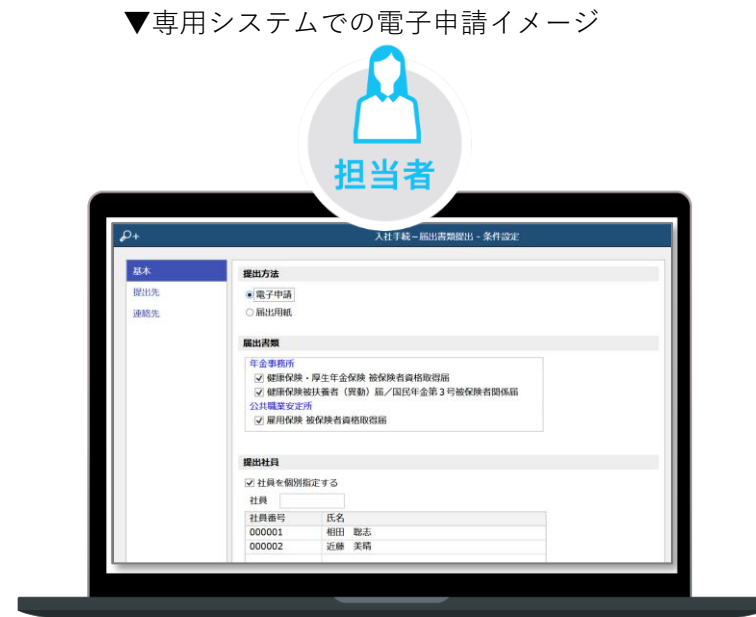 ▼専用システムでの電子申請イメージ
担当者
入社手続 - 届出書類提出 - 条件設定
基本
提出先
連絡先
提出方法
電子申請
届出用紙
届出書類
年金事務所
健康保険・厚生年金保険 被保険者資格取得届
健康保険被扶養者（異動）届／国民年金第３号被保険者関係届
公共職業安定所
雇用保険 被保険者資格取得届
提出社員
社員を個別指定する
社員
社員番号 氏名
000001 相田 聡志
000002 近藤 美晴